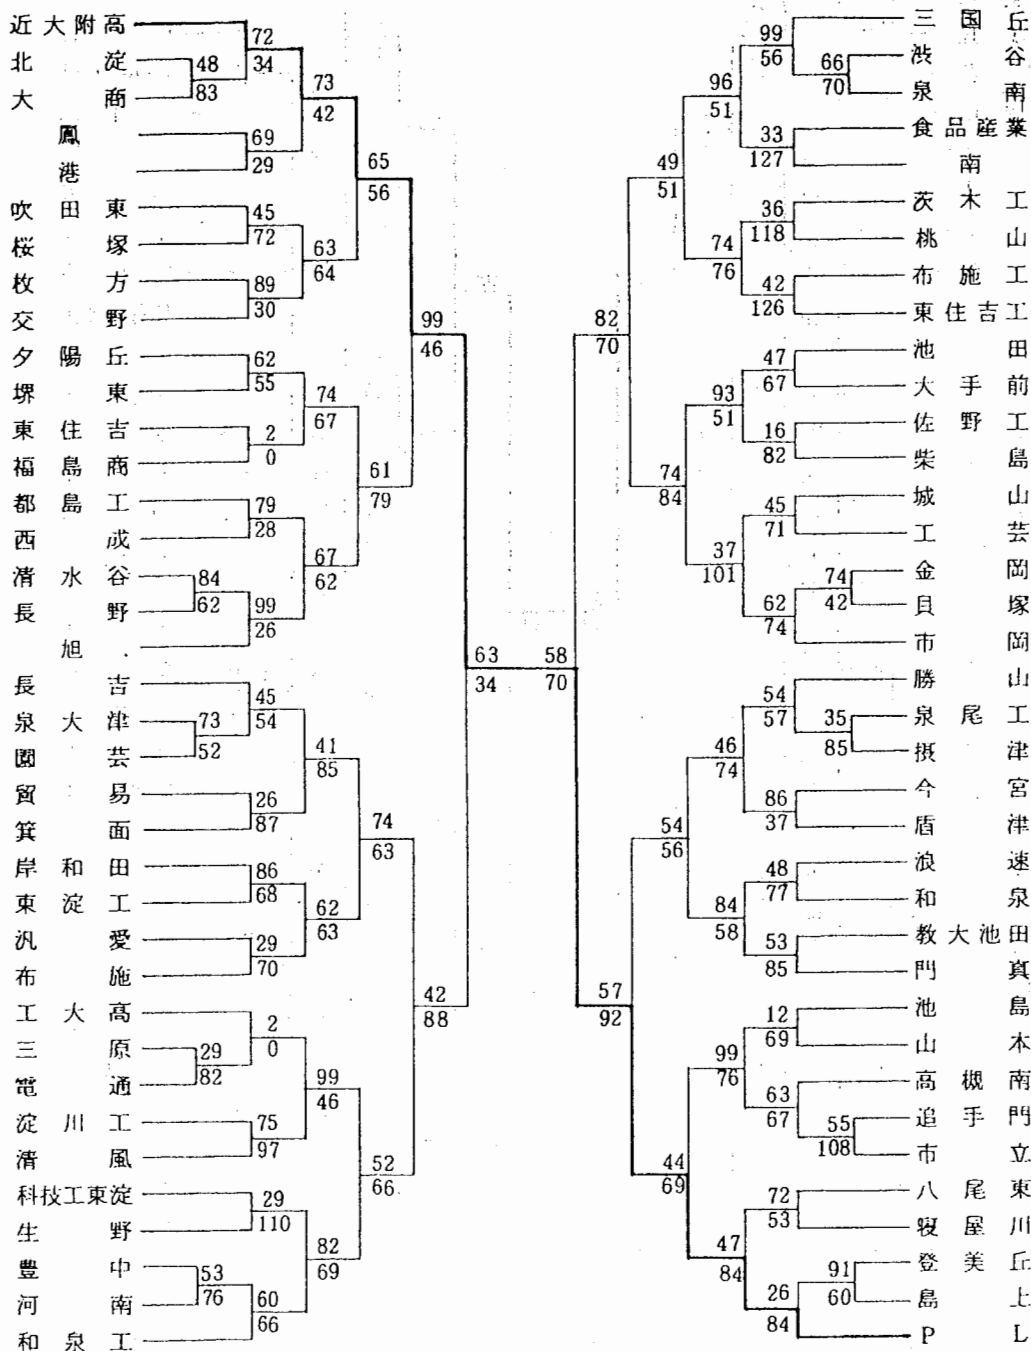 近大附高
北淀
大商
鳳
港
吹田東
桜塚
枚方
交野
夕陽丘
堺東
東住吉
福島商
都島工
西成
清水谷
長野
旭
長吉
泉大津
園芸
貿易
箕面
岸和田
東淀工
汎愛
布施
工大高
三原
電通
淀川工
清風
科技工東淀
生野
豊中
河南
和泉工
72
34
48
83
73
42
69
29
65
56
45
72
63
64
89
30
99
46
62
55
74
67
2
0
61
79
79
28
67
62
84
62
99
26
63
34
45
54
73
52
41
85
26
87
74
63
86
68
62
63
29
70
42
88
2
0
29
82
99
46
75
97
52
66
29
110
82
69
53
76
60
66
58
70
99
56
66
70
96
51
33
127
49
51
36
118
74
76
42
126
82
70
47
67
93
51
16
82
74
84
45
71
37
101
74
42
62
74
54
57
35
85
46
74
86
37
54
56
48
77
84
58
53
85
57
92
12
69
99
76
63
67
55
108
44
69
72
53
47
84
91
60
26
84
三国丘
渋谷
泉南
食品産業
南
茨木工
桃山
布施工
東住吉工
池田
大手前
佐野工
柴島
城山
工芸
金岡
貝塚
市岡
勝山
泉尾工
摂津
今宮
盾津
浪速
和泉
教大池田
門真
池島
山本
高槻南
追手門
市立
八尾東
寝屋川
登美丘
島上
PL